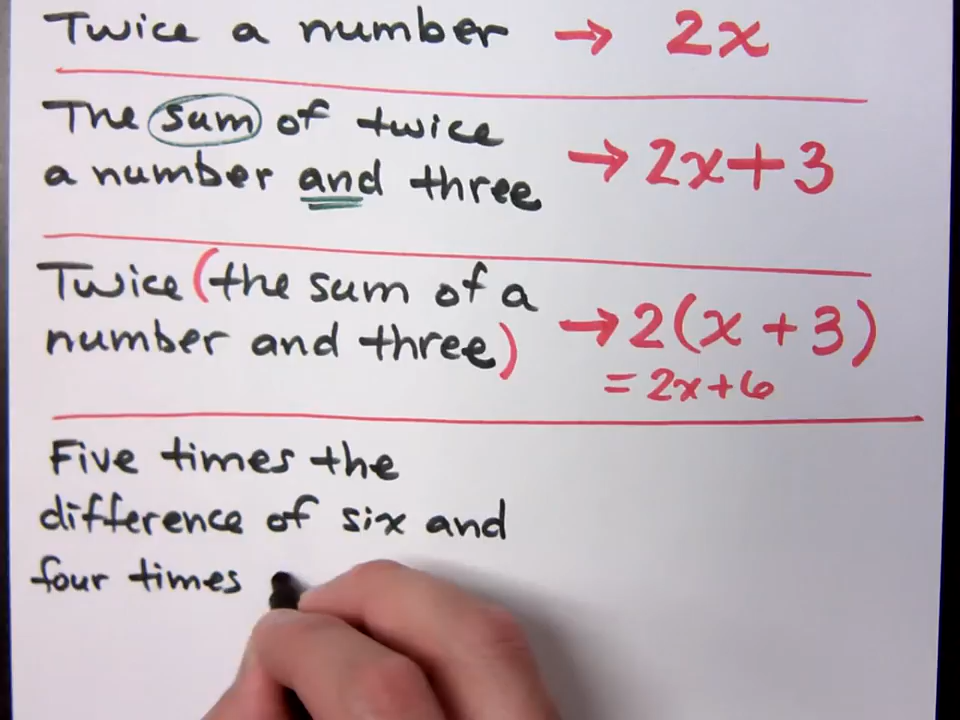 Twice a number → 2x
The sum of twice
a number and three → 2x+3
Twice (the sum of a
number and three) → 2(x + 3)
= 2x+6
Five times the
difference of six and
four times